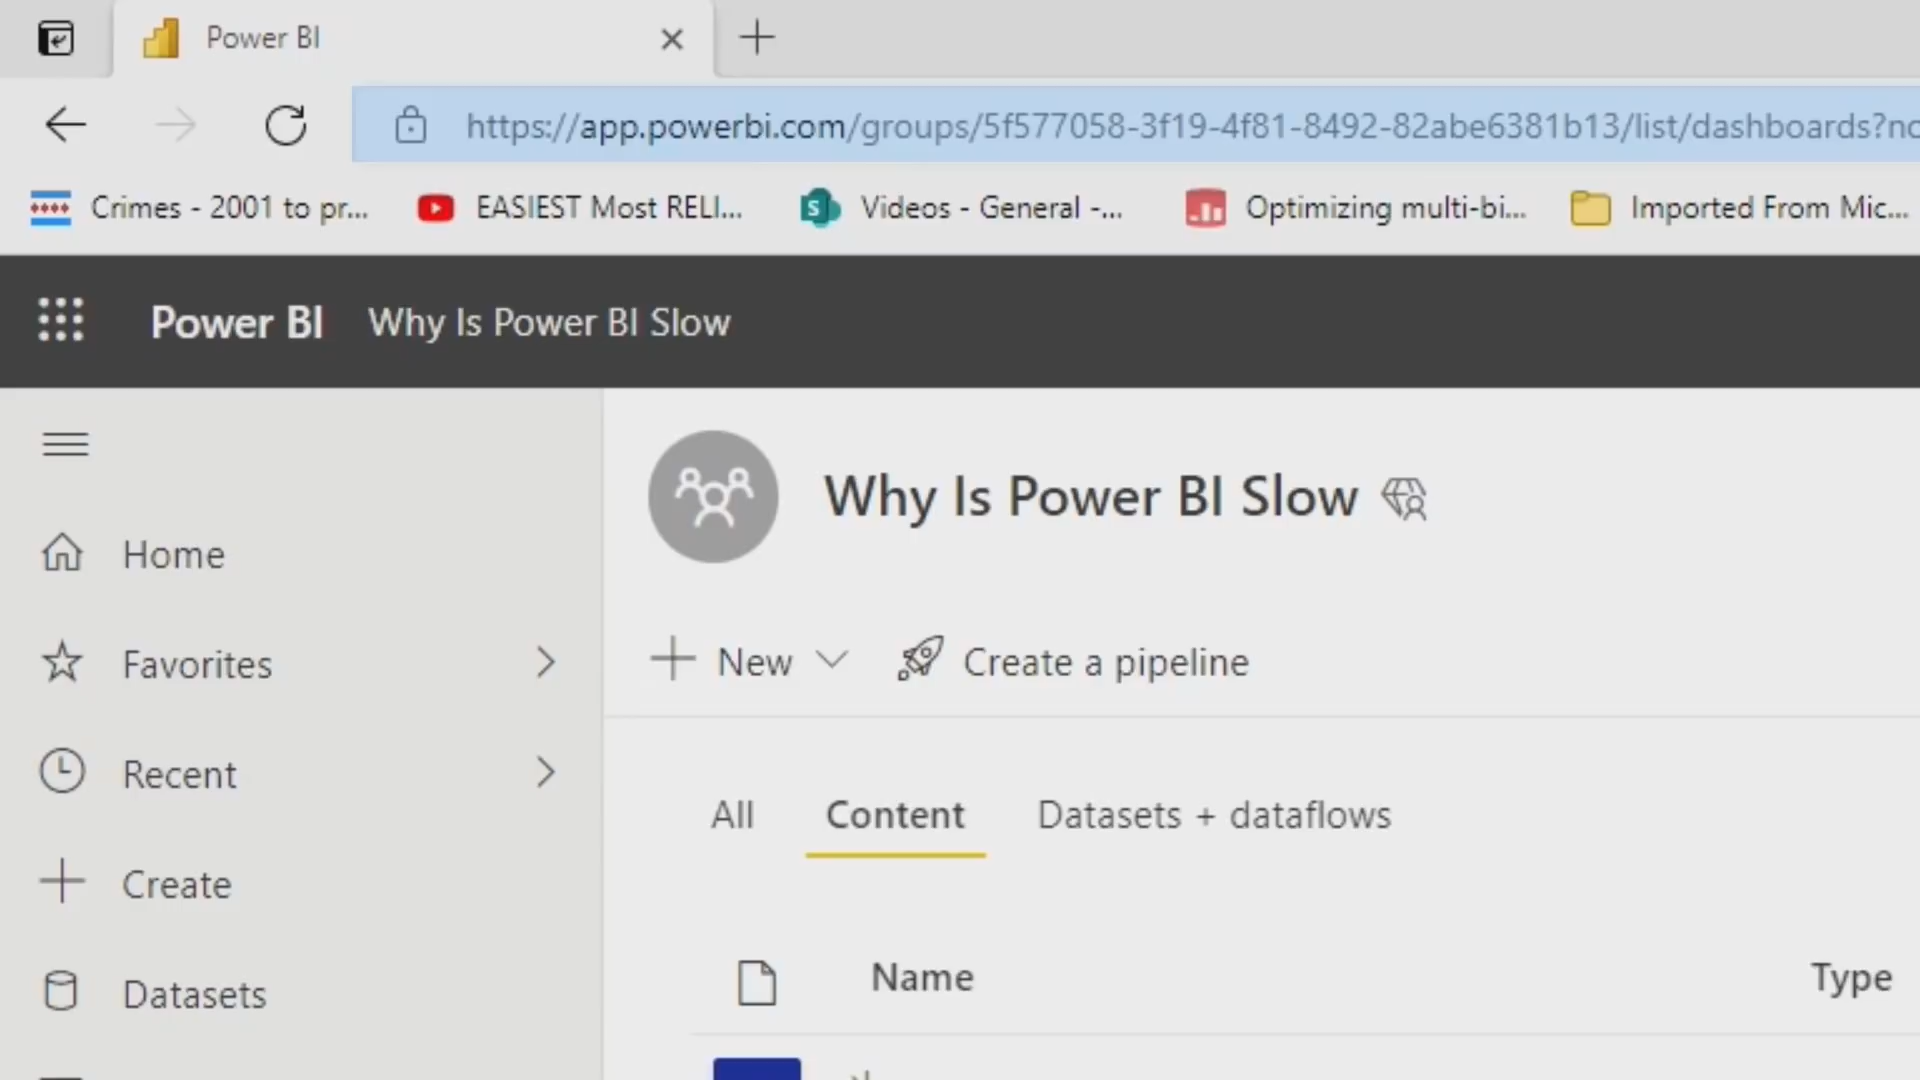 Power BI
https://app.powerbi.com/groups/5f577058-3f19-4f81-8492-82abe6381b13/list/dashboards?nc
Crimes - 2001 to pr... EASIEST Most RELI... Videos - General -... Optimizing multi-bi... Imported From Mic...
Power BI Why Is Power BI Slow
Why Is Power BI Slow
Home
New Create a pipeline
Favorites
Recent
All Content Datasets + dataflows
Create
Name Type
Datasets